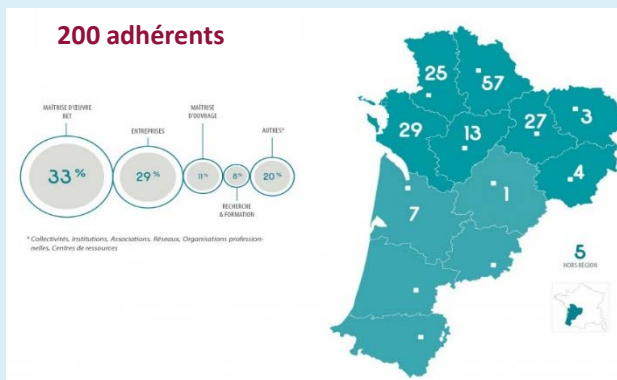 200 adhérents
MAÎTRISE D'ŒUVRE
BET
ENTREPRISES
MAÎTRISE
D'OUVRAGE
AUTRES*
33 %
29 %
11 %
8 %
20 %
RECHERCHE
& FORMATION
* Collectivités, Institutions, Associations, Réseaux, Organisations profession-
nelles, Centres de ressources
25
57
29
13
27
3
4
7
1
5
HORS RÉGION